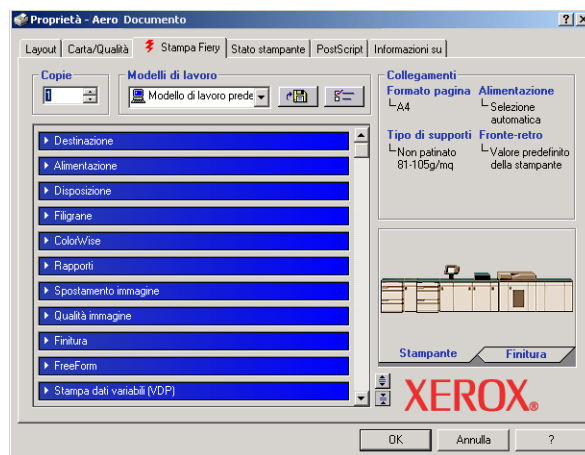 Proprietà - Aero Documento
Layout Carta/Qualità Stampa Fiery Stato stampante PostScript Informazioni su
Copie
1
Modelli di lavoro
Modello di lavoro prede
Destinazione
Alimentazione
Disposizione
Filigrane
ColorWise
Rapporti
Spostamento immagine
Qualità immagine
Finitura
FreeForm
Stampa dati variabili (VDP)
Collegamenti
Formato pagina
A4
Alimentazione
Selezione
automatica
Tipo di supporti
Non patinato
81-105g/mq
Fronte-retro
Valore predefinito
della stampante
Stampante Finitura
XEROX®
OK Annulla ?